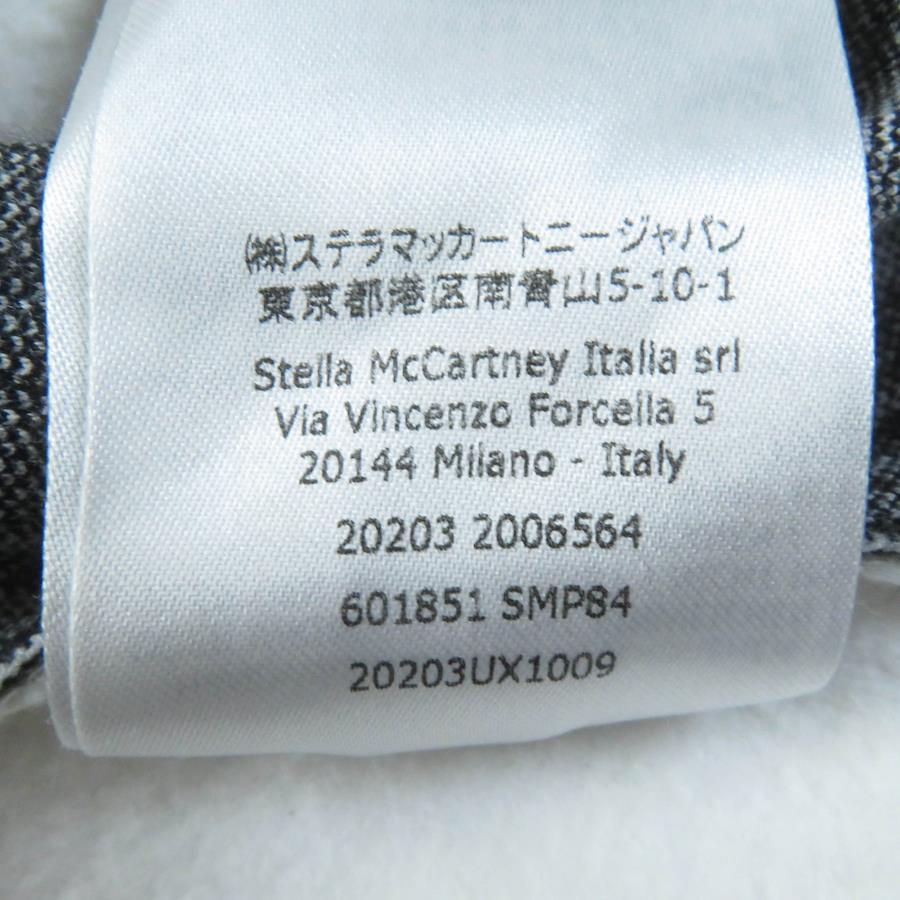 ㈱ステラマッカートニージャパン
東京都港区南青山5-10-1
Stella McCartney Italia srl
Via Vincenzo Forcella 5
20144 Milano - Italy
20203 2006564
601851 SMP84
20203UX1009